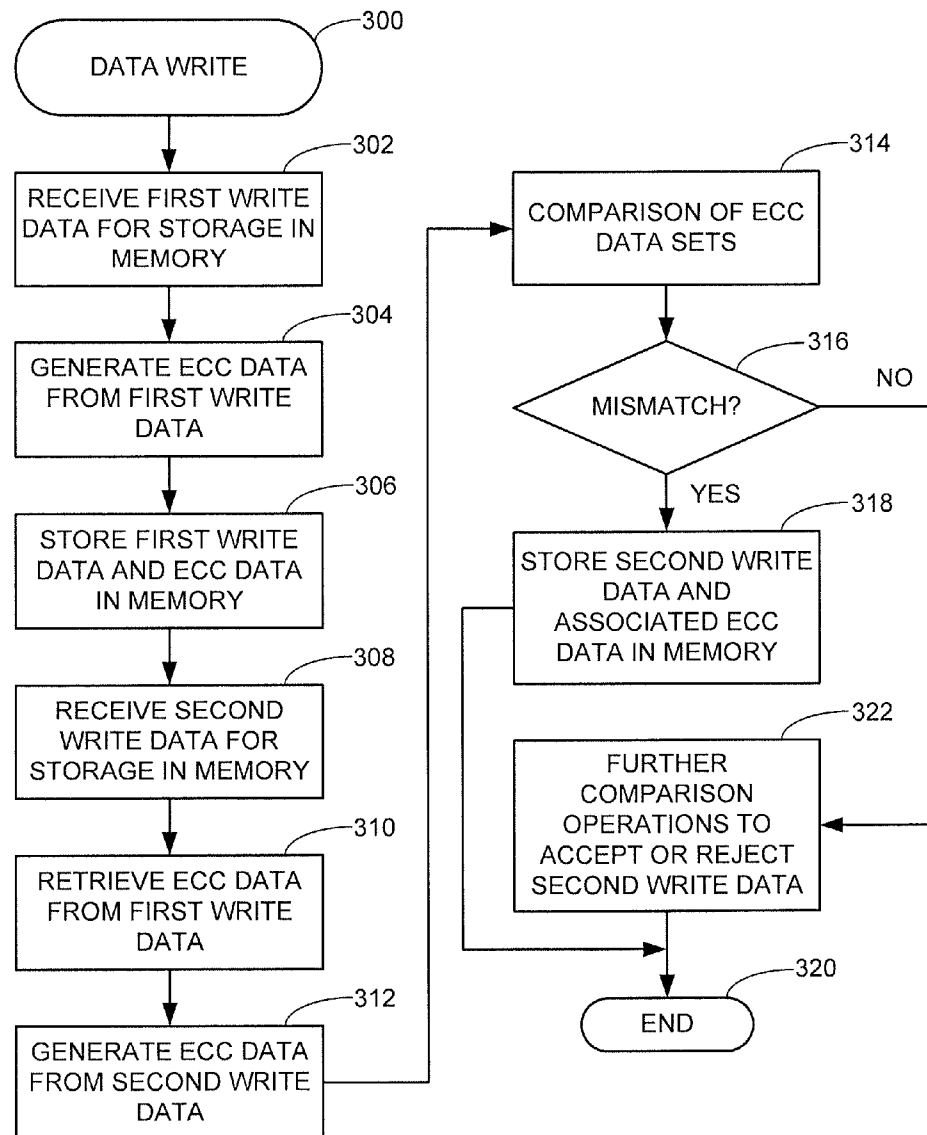 300
DATA WRITE
302
RECEIVE FIRST WRITE
DATA FOR STORAGE IN
MEMORY
304
GENERATE ECC DATA
FROM FIRST WRITE
DATA
306
STORE FIRST WRITE
DATA AND ECC DATA
IN MEMORY
308
RECEIVE SECOND
WRITE DATA FOR
STORAGE IN MEMORY
310
RETRIEVE ECC DATA
FROM FIRST WRITE
DATA
312
GENERATE ECC DATA
FROM SECOND WRITE
DATA
314
COMPARISON OF ECC
DATA SETS
316
MISMATCH?
NO
YES
318
STORE SECOND WRITE
DATA AND
ASSOCIATED ECC
DATA IN MEMORY
322
FURTHER
COMPARISON
OPERATIONS TO
ACCEPT OR REJECT
SECOND WRITE DATA
320
END